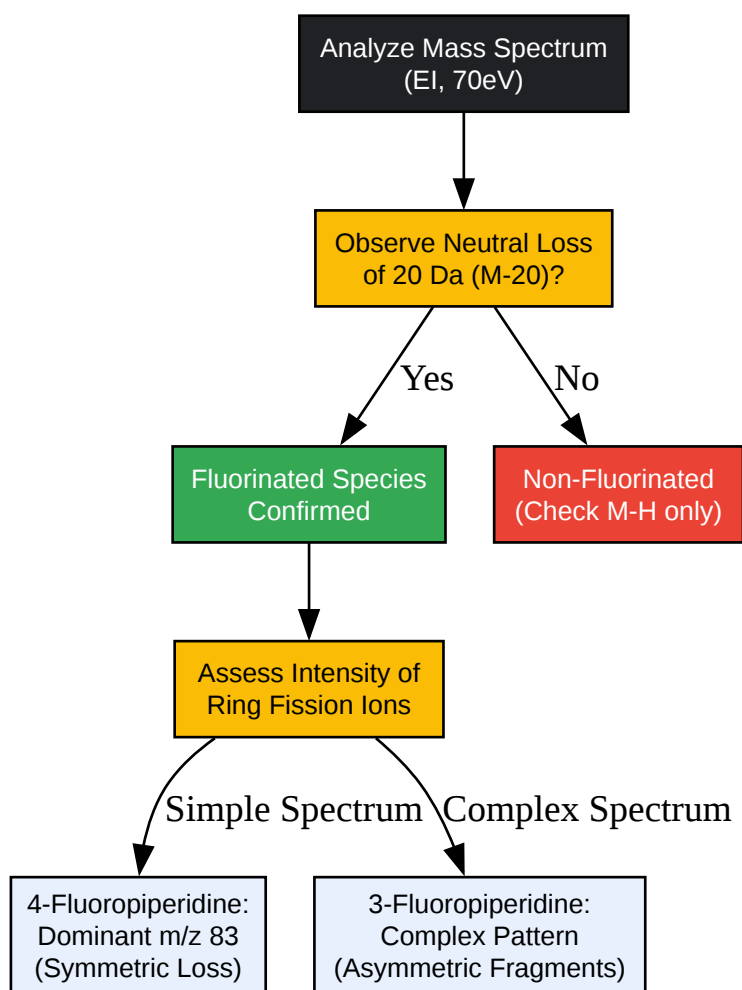 Analyze Mass Spectrum
(EI, 70eV)
Observe Neutral Loss
of 20 Da (M-20)?
Yes
No
Fluorinated Species
Confirmed
Non-Fluorinated
(Check M-H only)
Assess Intensity of
Ring Fission Ions
Simple Spectrum
Complex Spectrum
4-Fluoropiperidine:
Dominant m/z 83
(Symmetric Loss)
3-Fluoropiperidine:
Complex Pattern
(Asymmetric Fragments)